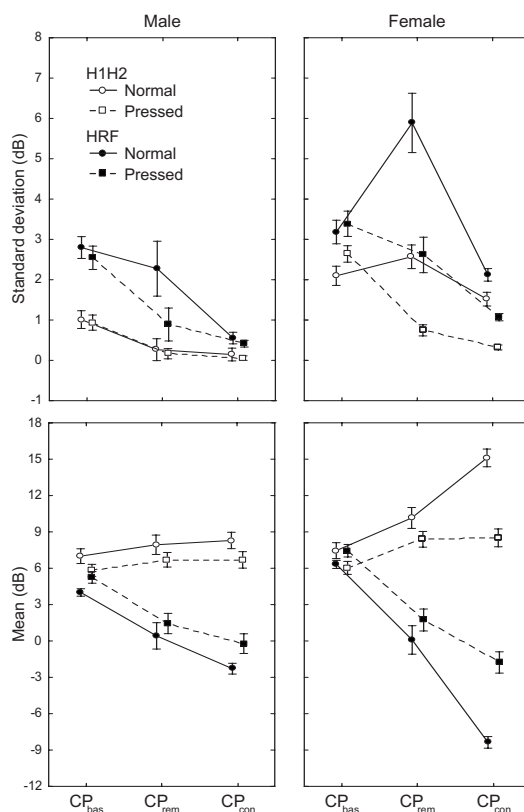 Male Female
8
7
6
5
4
3
2
1
0
-1
Standard deviation (dB)
H1H2
Normal
Pressed
HRF
Normal
Pressed
18
15
12
9
6
3
0
-3
-6
-9
-12
Mean (dB)
CPbas CPrem CPcon CPbas CPrem CPcon